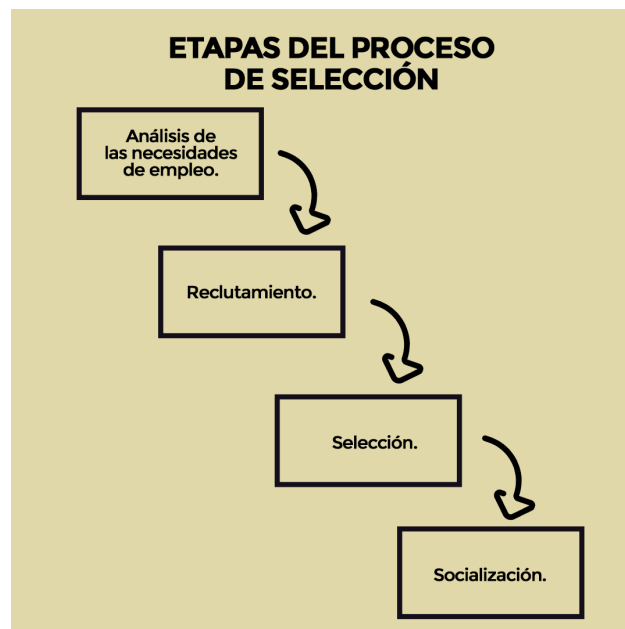 ETAPAS DEL PROCESO
DE SELECCIÓN
Análisis de
las necesidades
de empleo.
Reclutamiento.
Selección.
Socialización.